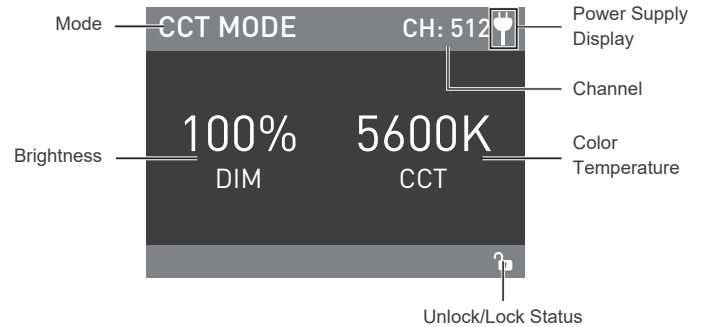 Mode
CCT MODE
CH: 512
Power Supply
Display
Channel
100%
DIM
5600K
CCT
Brightness
Color
Temperature
Unlock/Lock Status